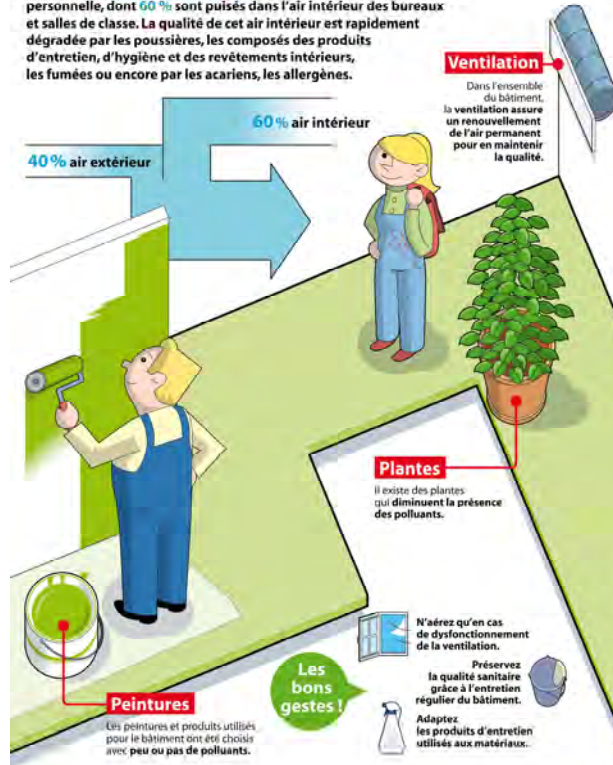 personnelle, dont 60 % sont puisés dans l'air intérieur des bureaux
et salles de classe. La qualité de cet air intérieur est rapidement
dégradée par les poussières, les composés des produits
d'entretien, d'hygiène et des revêtements intérieurs,
les fumées ou encore par les acariens, les allergènes.
Ventilation
Dans l'ensemble
du bâtiment,
la ventilation assure
un renouvellement
de l'air permanent
pour en maintenir
la qualité.
60 % air intérieur
40 % air extérieur
Plantes
Il existe des plantes
qui diminuent la présence
des polluants.
Peintures
Les peintures et produits utilisés
pour le bâtiment ont été choisis
avec peu ou pas de polluants.
Les
bons
gestes !
N'aérez qu'en cas
de dysfonctionnement
de la ventilation.
Préservez
la qualité sanitaire
grâce à l'entretien
régulier du bâtiment.
Adaptez
les produits d'entretien
utilisés aux matériaux.